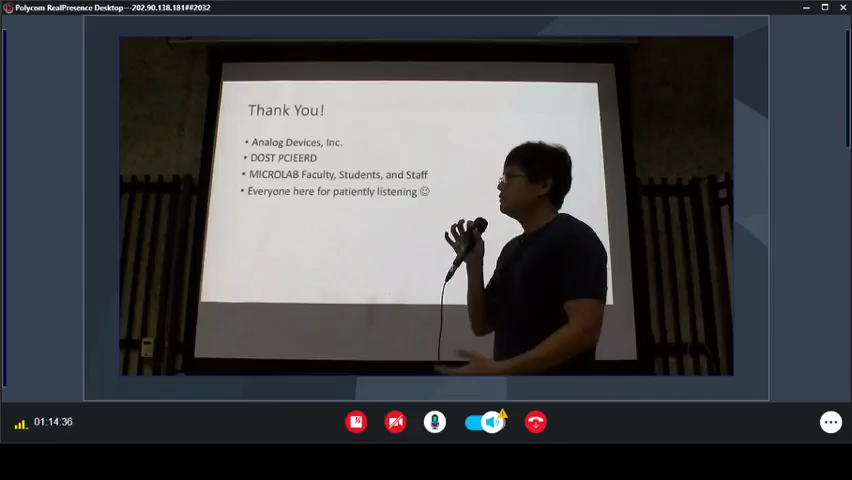 Polycom RealPresence Desktop—202.90.138.181##2032
Thank You!
• Analog Devices, Inc.
• DOST PCIEERD
• MICROLAB Faculty, Students, and Staff
• Everyone here for patiently listening ☺
01:14:36